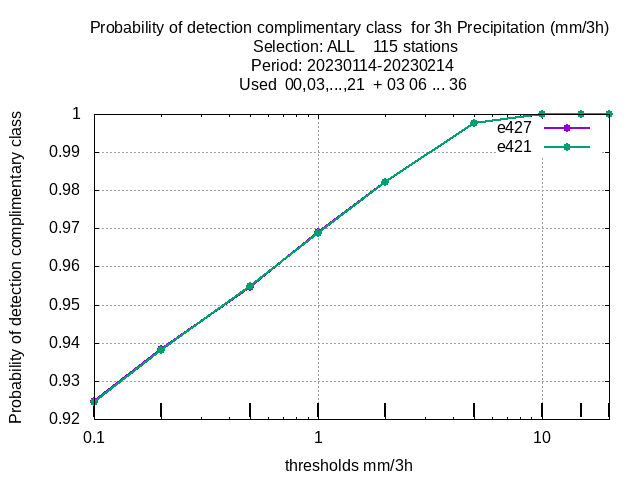 Probability of detection complimentary class  for 3h Precipitation (mm/3h)
Selection: ALL    115 stations
Period: 20230114-20230214
Used  00,03,...,21  + 03 06 ... 36
Probability of detection complimentary class
1
0.99
0.98
0.97
0.96
0.95
0.94
0.93
0.92
e427
e421
0.1
1
10
thresholds mm/3h